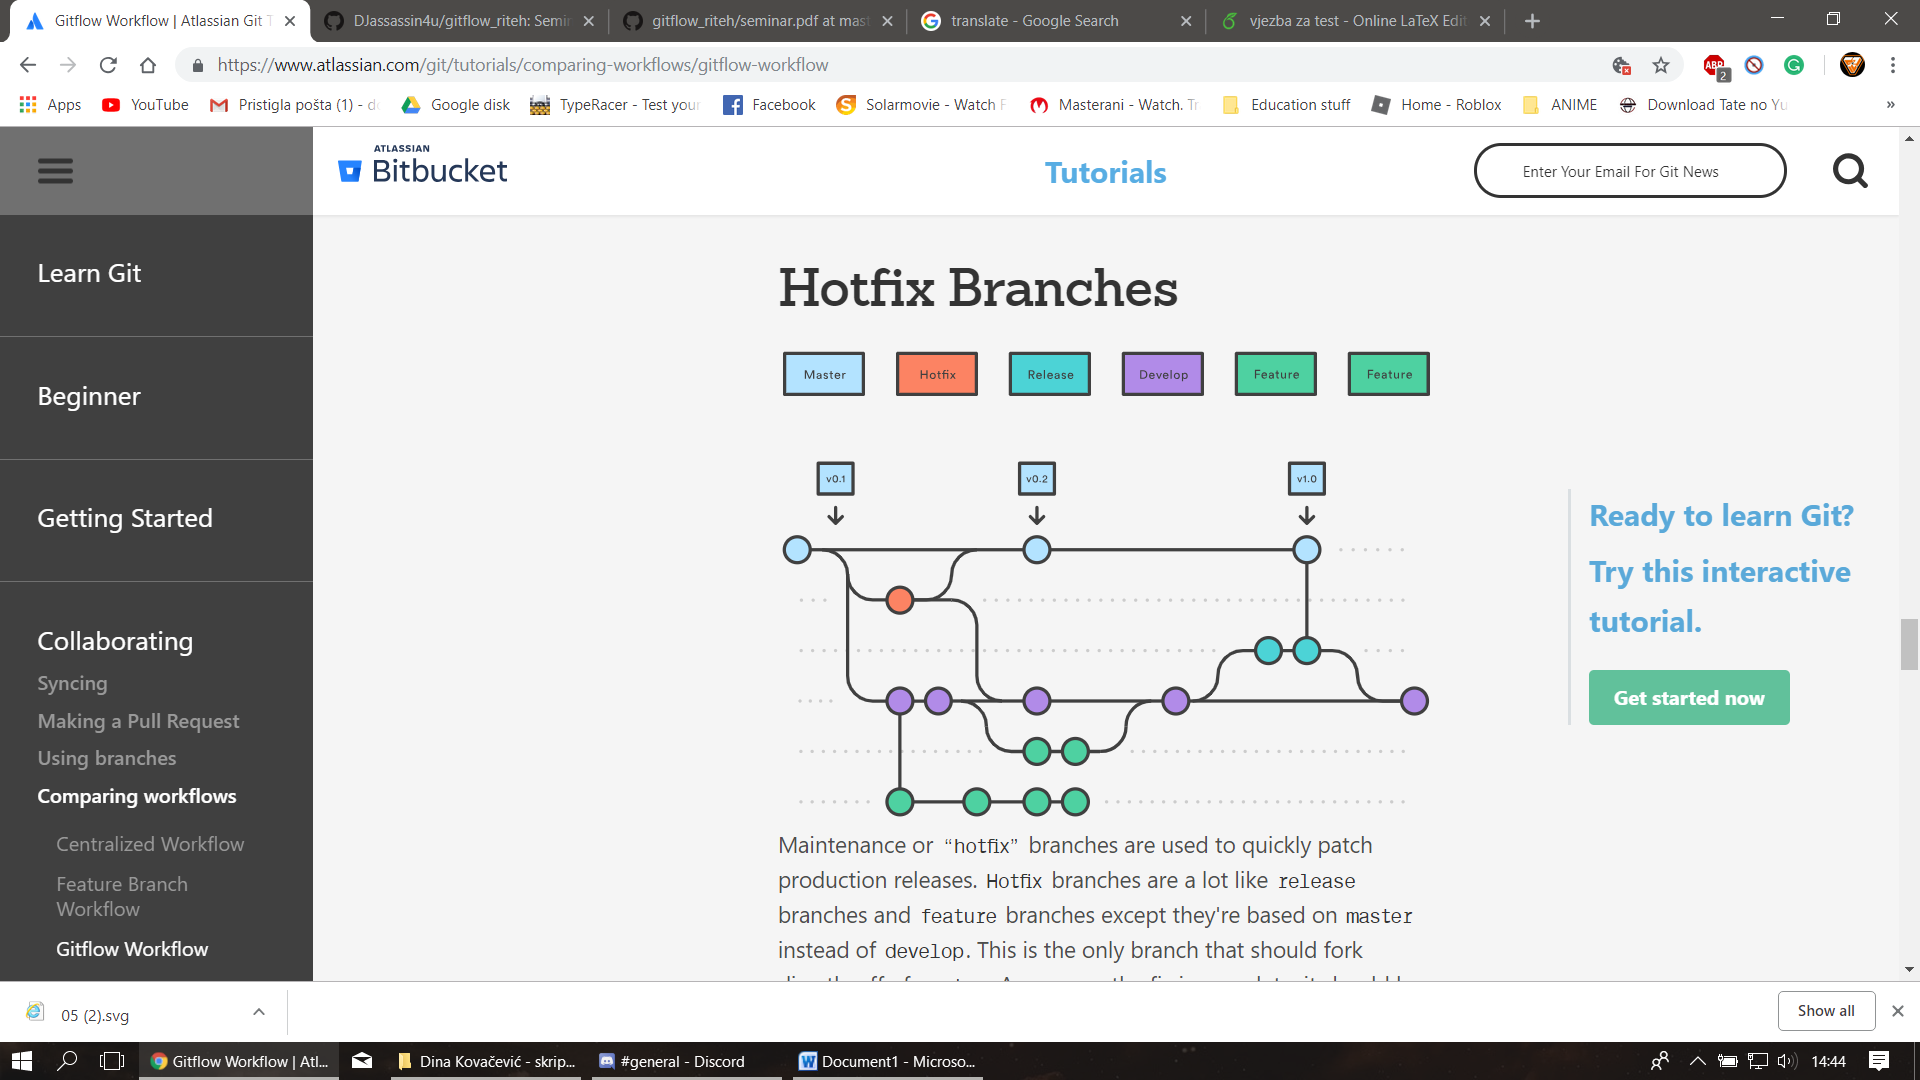 Gitflow Workflow | Atlassian Git T
DJassassin4u/gitflow_riteh: Semin
gitflow_riteh/seminar.pdf at mast
translate - Google Search
vjezba za test - Online LaTeX Edit
https://www.atlassian.com/git/tutorials/comparing-workflows/gitflow-workflow
ABP
2
Apps
YouTube
Pristigla pošta (1) - d
Google disk
TypeRacer - Test your
Facebook
Solarmovie - Watch F
Masterani - Watch. Tr
Education stuff
Home - Roblox
ANIME
Download Tate no Yu
»
ATLASSIAN
Bitbucket
Tutorials
Enter Your Email For Git News
Learn Git
Beginner
Getting Started
Collaborating
Syncing
Making a Pull Request
Using branches
Comparing workflows
Centralized Workflow
Feature Branch
Workflow
Gitflow Workflow
Hotfix Branches
Master
Hotfix
Release
Develop
Feature
Feature
v0.1
v0.2
v1.0
Maintenance or “hotfix” branches are used to quickly patch
production releases. Hotfix branches are a lot like release
branches and feature branches except they're based on master
instead of develop. This is the only branch that should fork
Ready to learn Git?
Try this interactive
tutorial.
Get started now
05 (2).svg
Show all
Gitflow Workflow | Atl...
Dina Kovačević - skrip...
#general - Discord
Document1 - Microso...
14:44